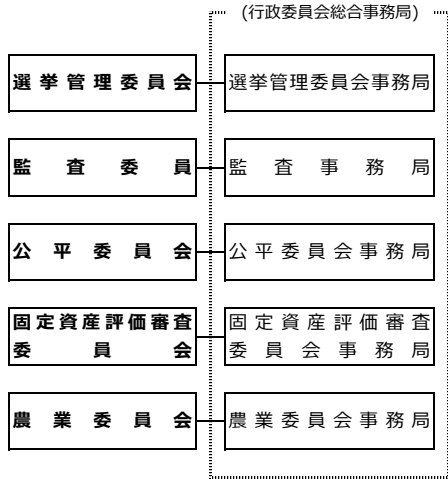 (行政委員会総合事務局)
選挙管理委員会 選挙管理委員会事務局
監査委員 監査事務局
公平委員会 公平委員会事務局
固定資産評価審査 固定資産評価審査
委員会 委員会事務局
農業委員会 農業委員会事務局